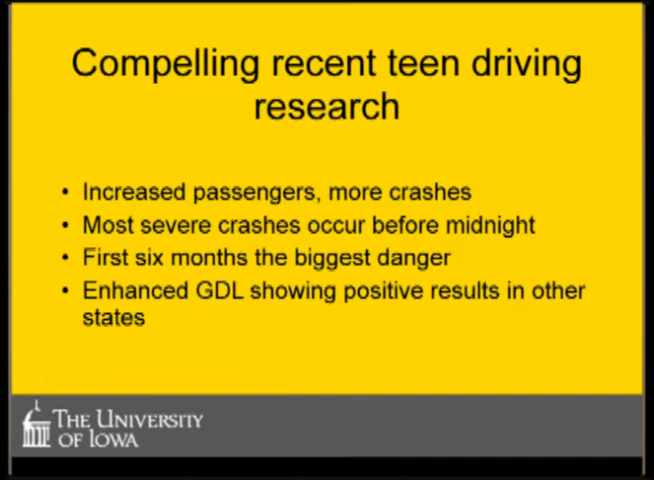 Compelling recent teen driving
research
• Increased passengers, more crashes
• Most severe crashes occur before midnight
• First six months the biggest danger
• Enhanced GDL showing positive results in other
states
THE UNIVERSITY
OF IOWA